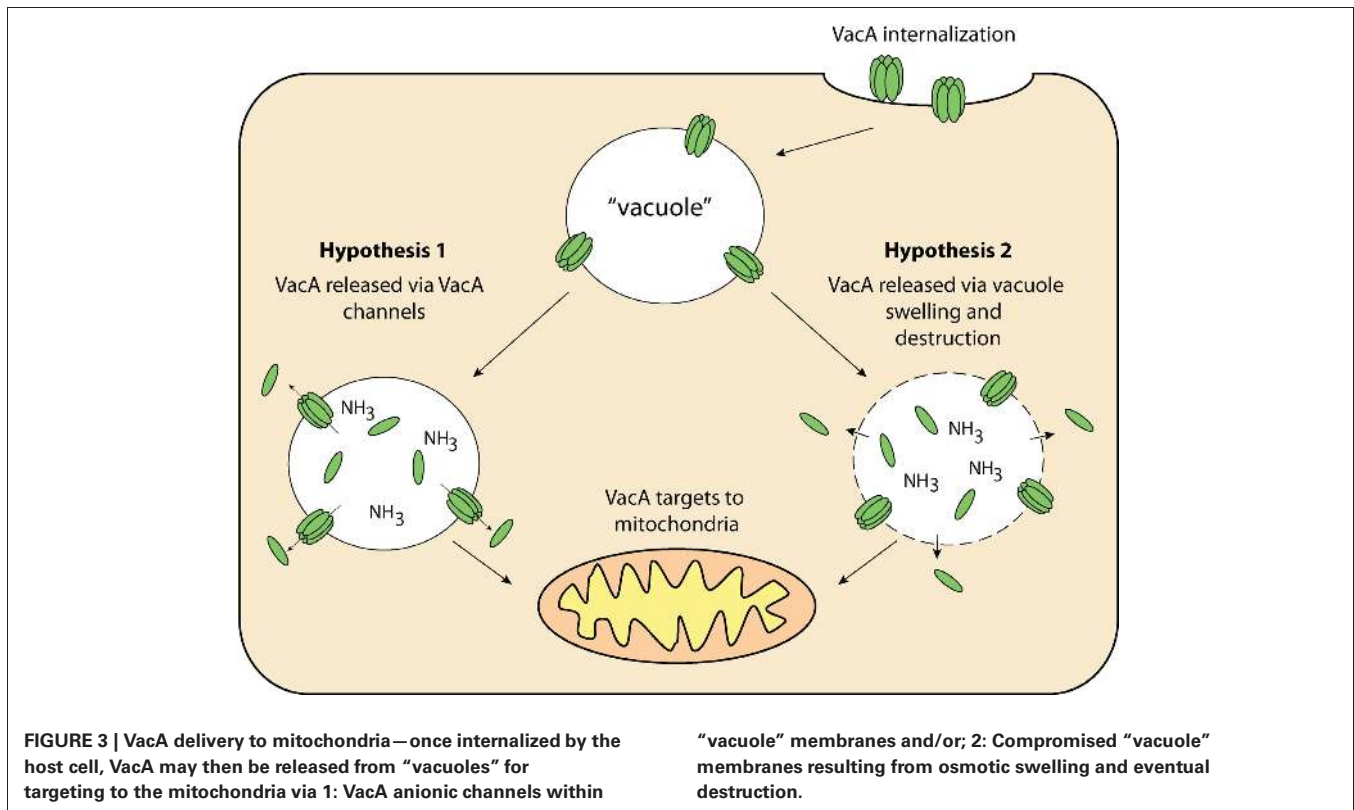 VacA internalization
“vacuole”
Hypothesis 1
VacA released via VacA
channels
Hypothesis 2
VacA released via vacuole
swelling and
destruction
NH3
NH3
NH3
NH3
NH3
NH3
VacA targets to
mitochondria
FIGURE 3 | VacA delivery to mitochondria—once internalized by the
host cell, VacA may then be released from “vacuoles” for
targeting to the mitochondria via 1: VacA anionic channels within
“vacuole” membranes and/or; 2: Compromised “vacuole”
membranes resulting from osmotic swelling and eventual
destruction.